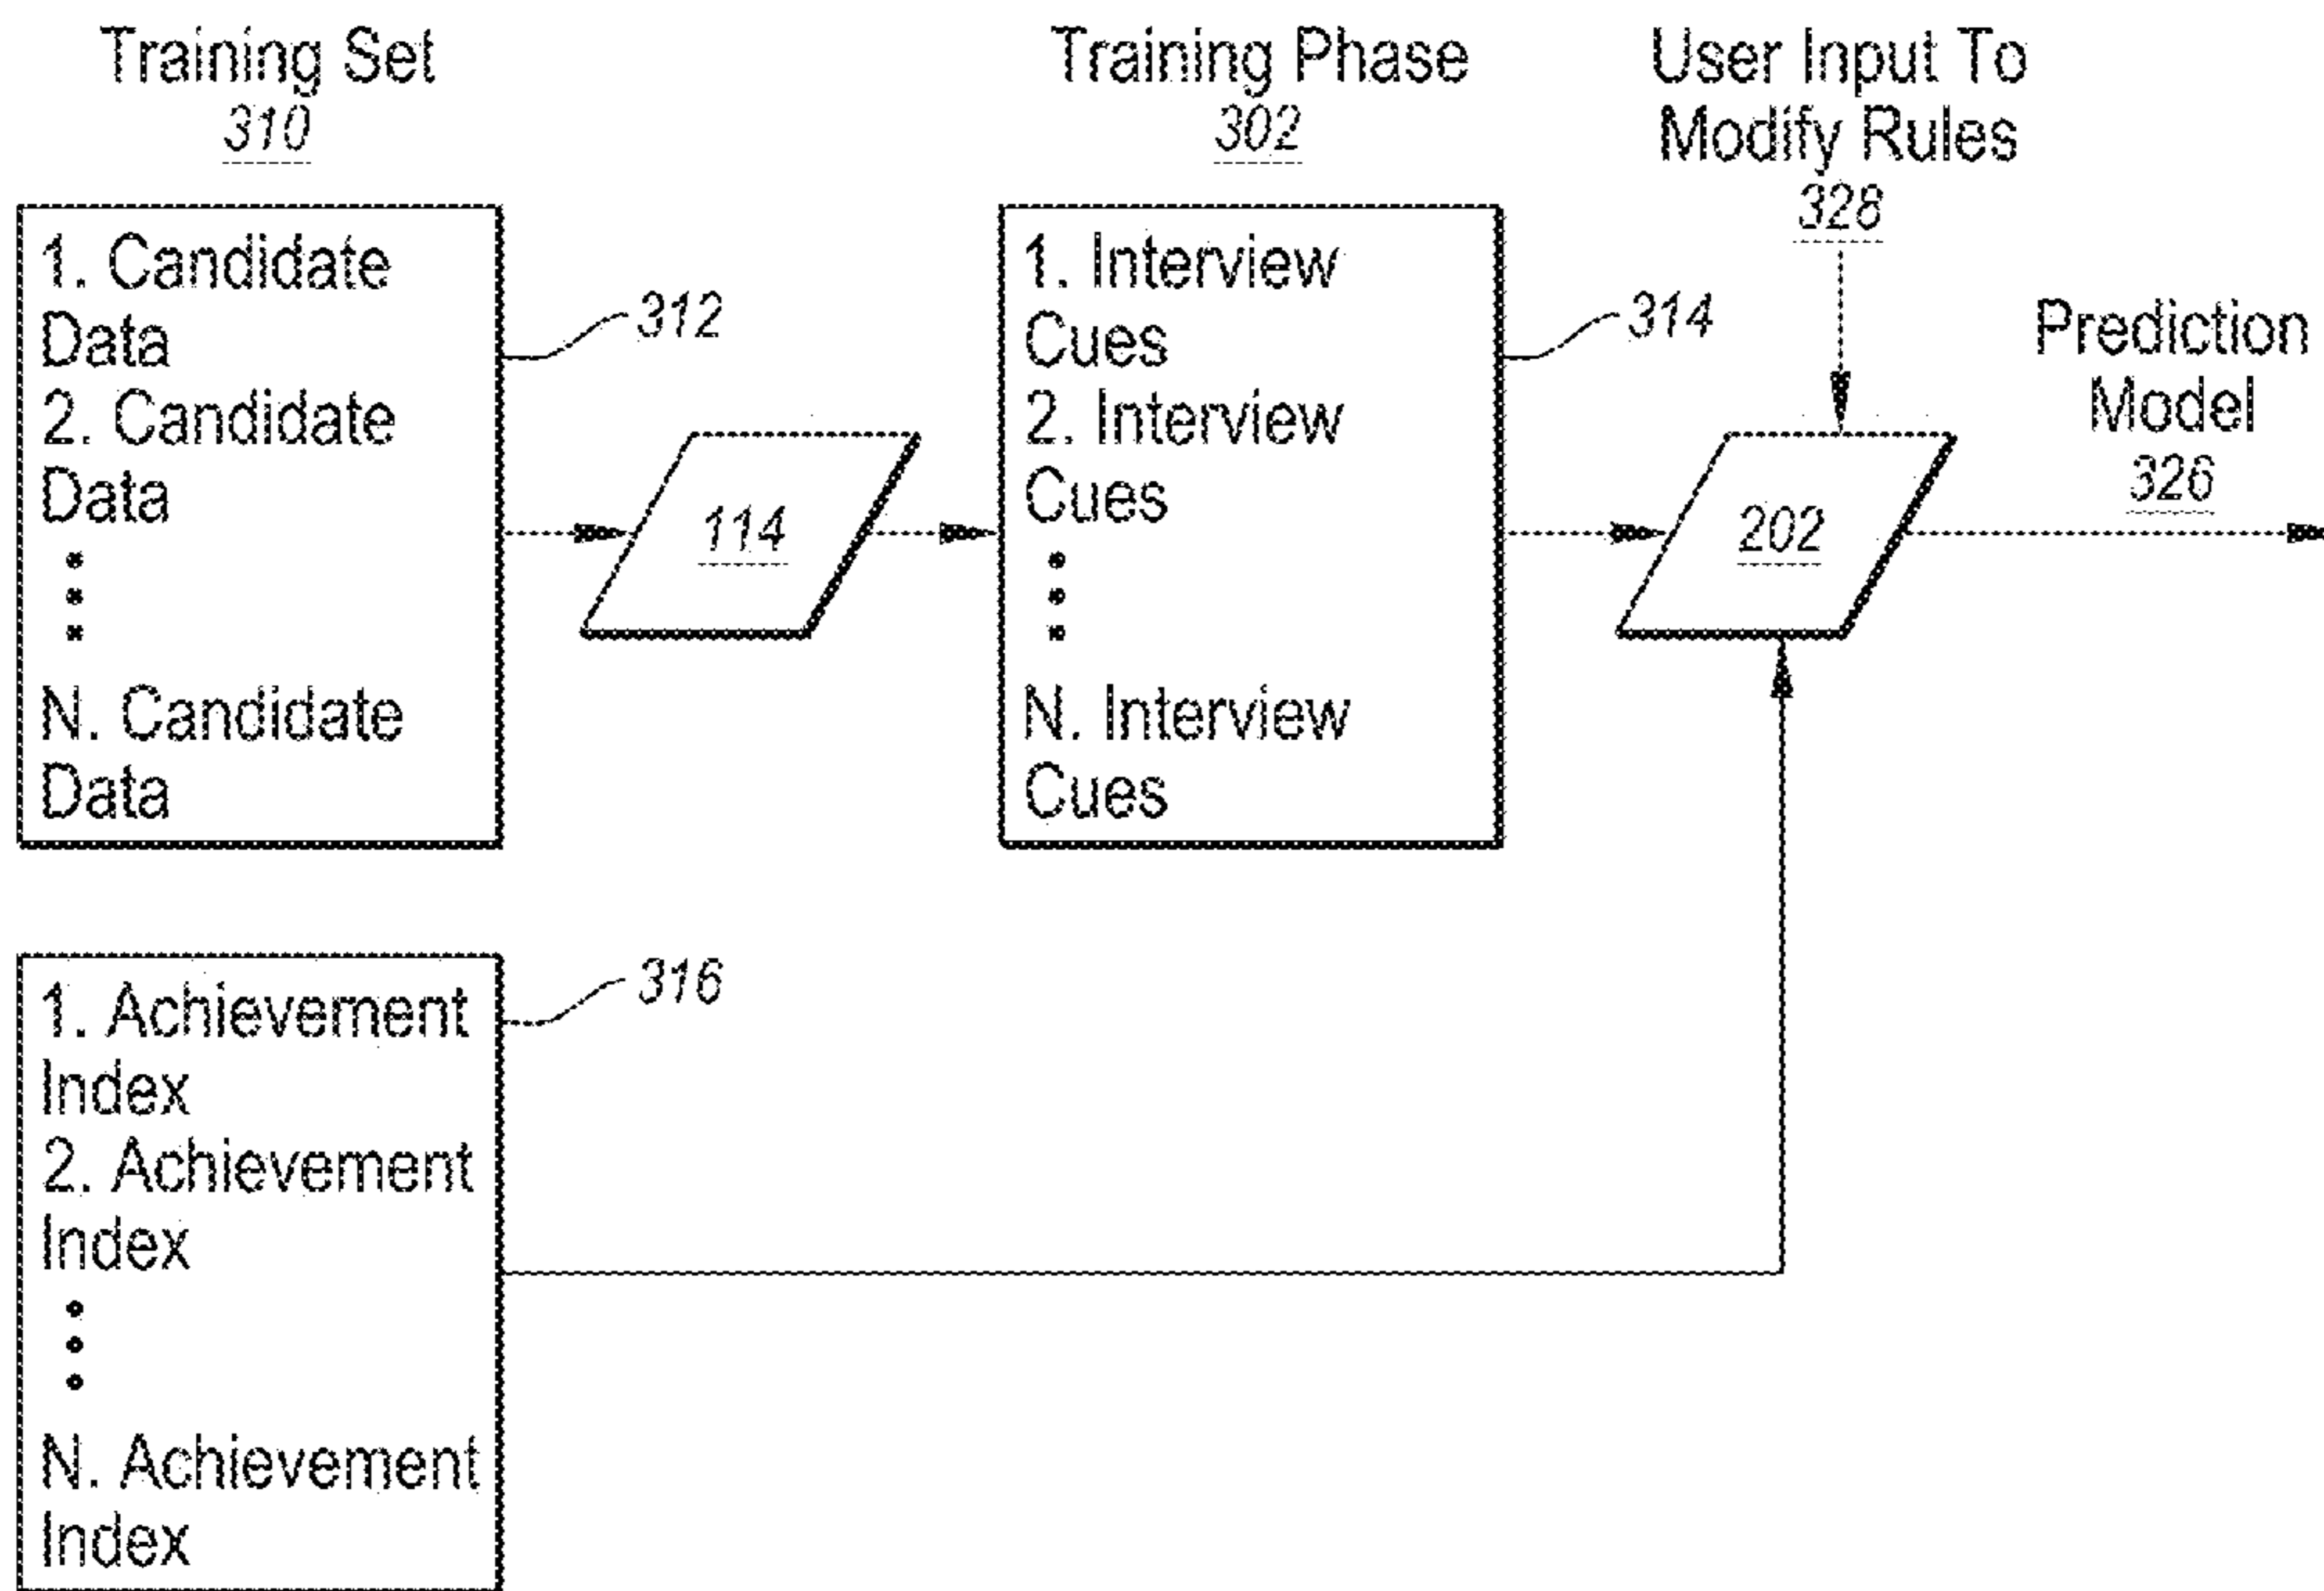 Training Set
310
1. Candidate
Data
2. Candidate
Data
N. Candidate
Data
312
114
Training Phase
302
1. Interview
Cues
2. Interview
Cues
N. Interview
Cues
314
User Input To
Modify Rules
328
202
Prediction
Model
326
1. Achievement
Index
2. Achievement
Index
N. Achievement
Index
316